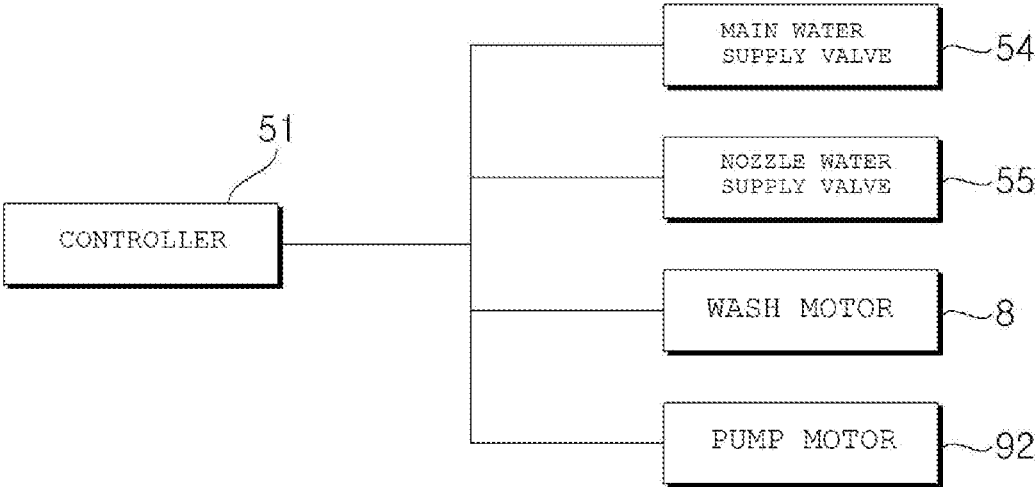 MAIN WATER
SUPPLY VALVE
54
51
NOZZLE WATER
SUPPLY VALVE
55
CONTROLLER
WASH MOTOR
8
PUMP MOTOR
92